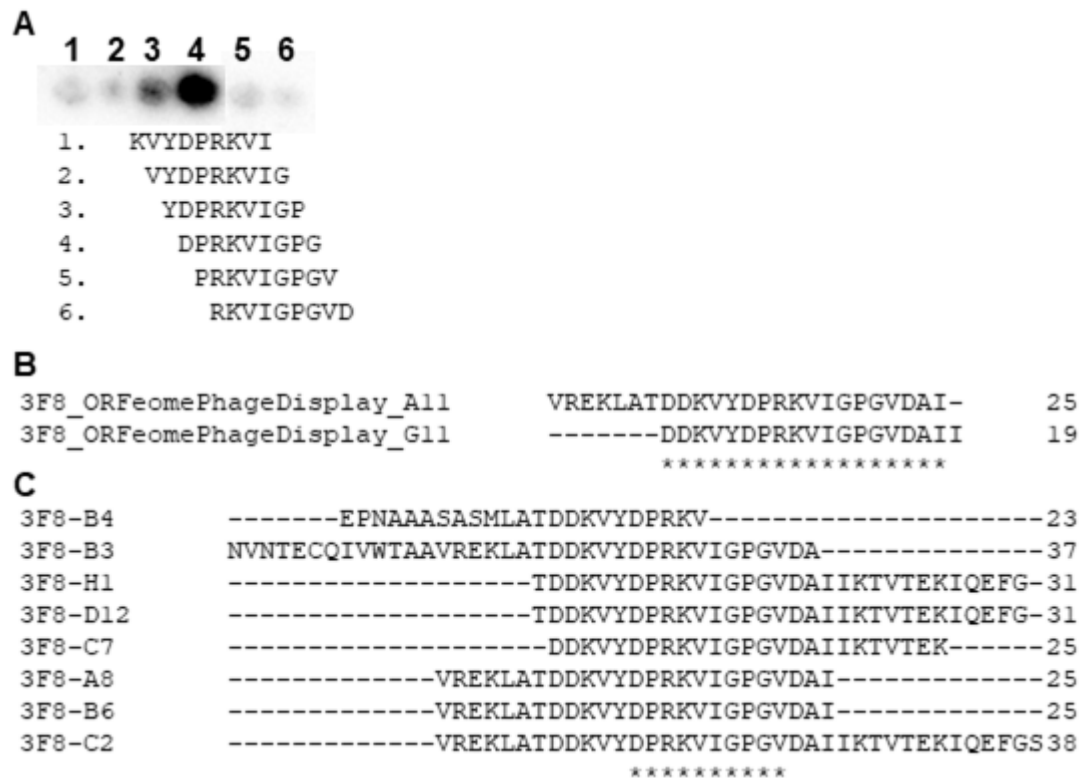 A
1 2 3 4 5 6
1. KVYDPRKVI
2. VYDPRKVIG
3. YDPRKVIGP
4. DPRKVIGPG
5. PRKVIGPGV
6. RKVIGPGVD
B
3F8_ORFeomePhageDisplay_A11 VREKLATDDKVYDPRKVIGPGVDAI- 25
3F8_ORFeomePhageDisplay_G11 -------DDKVYDPRKVIGPGVDAII 19
******************
C
3F8-B4 -------EPNAAASASMLATDDKVYDPRKV---------------------23
3F8-B3 NVNTECQIVWTAAVREKLATDDKVYDPRKVIGPGVDA--------------37
3F8-H1 -------------------TDDKVYDPRKVIGPGVDAIIKTVTEKIQEFG-31
3F8-D12 -------------------TDDKVYDPRKVIGPGVDAIIKTVTEKIQEFG-31
3F8-C7 --------------------DDKVYDPRKVIGPGVDAIIKTVTEK------25
3F8-A8 -------------VREKLATDDKVYDPRKVIGPGVDAI-------------25
3F8-B6 -------------VREKLATDDKVYDPRKVIGPGVDAI-------------25
3F8-C2 -------------VREKLATDDKVYDPRKVIGPGVDAIIKTVTEKIQEFGS38
**********